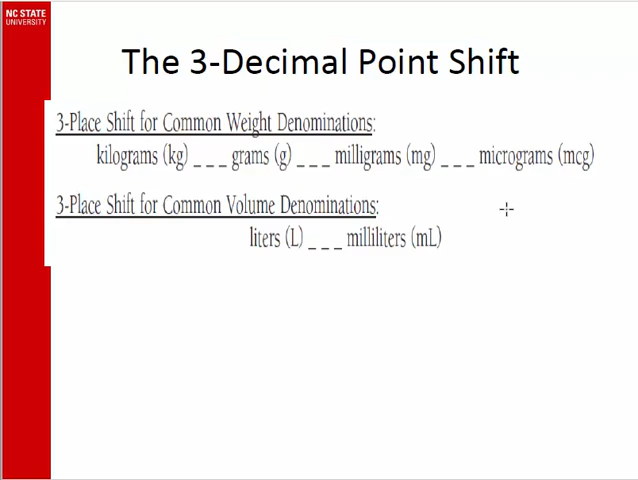 NC STATE
UNIVERSITY
The 3-Decimal Point Shift
3-Place Shift for Common Weight Denominations:
kilograms (kg) _ _ _ grams (g) _ _ _ milligrams (mg) _ _ _ micrograms (mcg)
3-Place Shift for Common Volume Denominations:
liters (L) _ _ _ milliliters (mL)